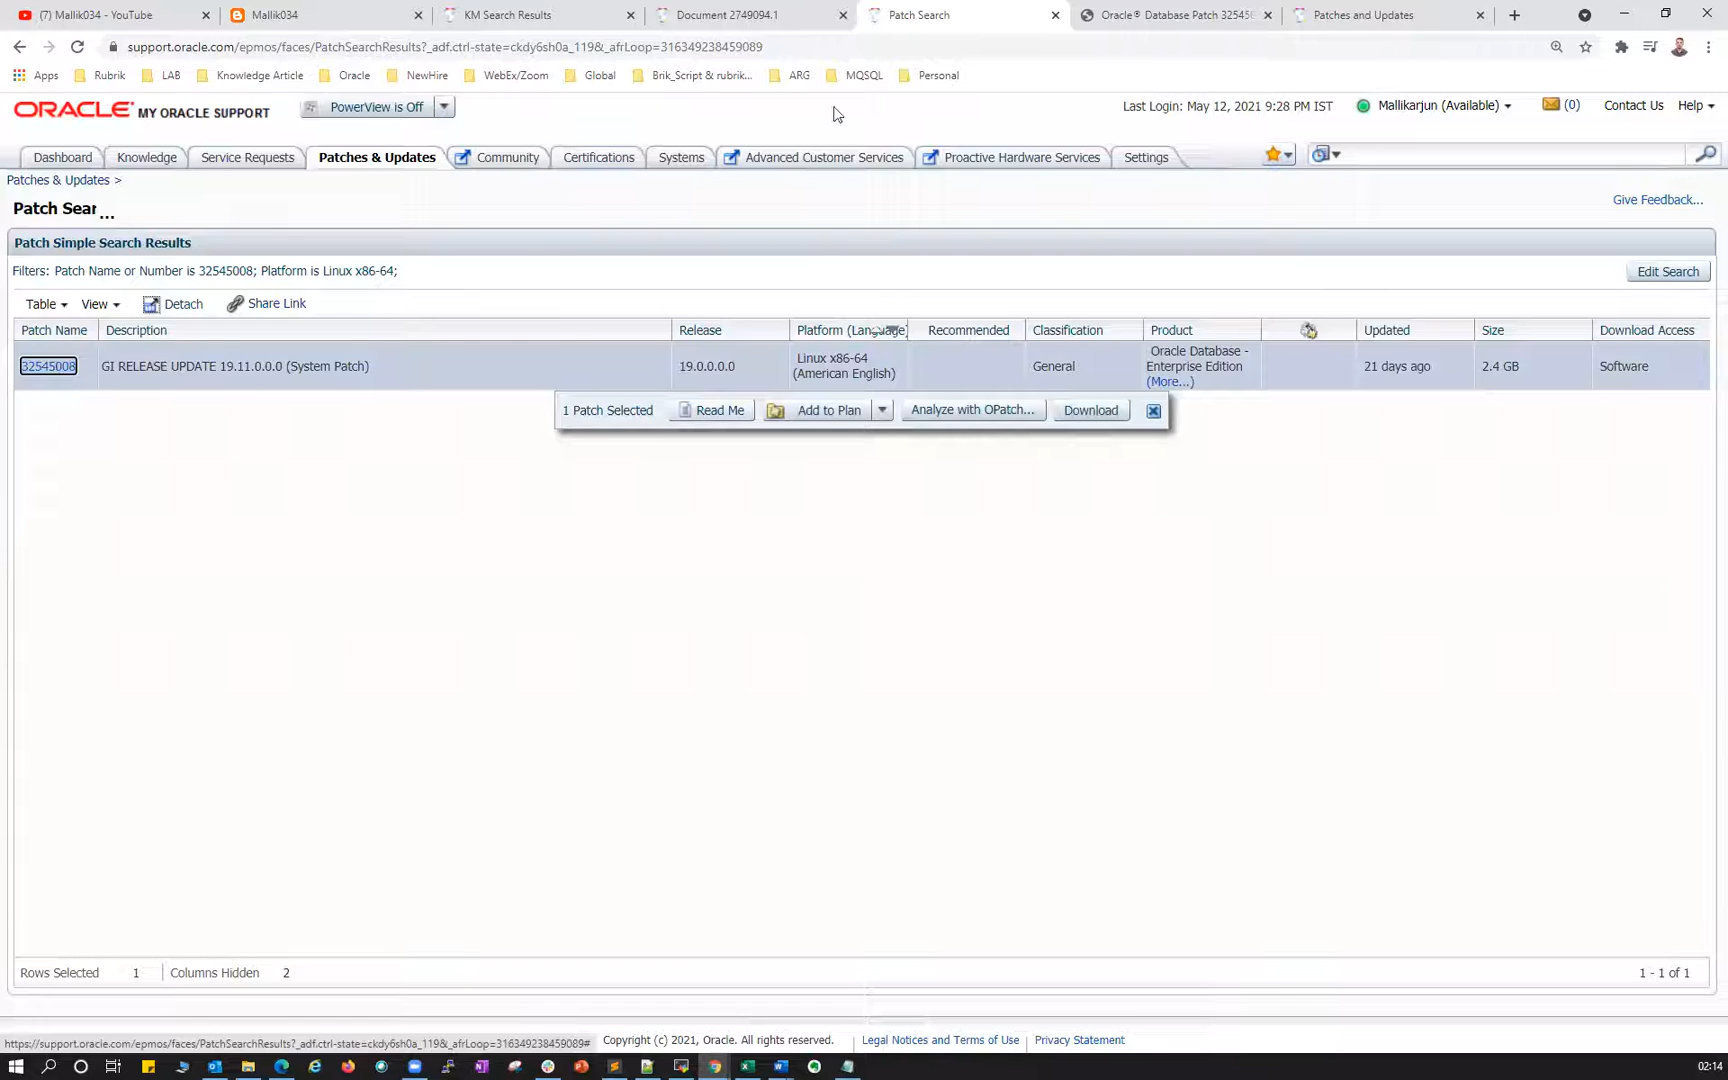 (7) Mallik034 - YouTube
Mallik034
KM Search Results
Document 2749094.1
Patch Search
Oracle® Database Patch 32545
Patches and Updates
support.oracle.com/epmos/faces/PatchSearchResults?_adf.ctrl-state=ckdy6sh0a_119&_afrLoop=316349238459089
Apps Rubrik LAB Knowledge Article Oracle NewHire WebEx/Zoom Global Brik_Script & rubrik... ARG MQSQL Personal
ORACLE MY ORACLE SUPPORT
PowerView is Off
Last Login: May 12, 2021 9:28 PM IST
Mallikarjun (Available)
(0)
Contact Us
Help
Dashboard Knowledge Service Requests Patches & Updates Community Certifications Systems Advanced Customer Services Proactive Hardware Services Settings
Patches & Updates >
Patch Sear...
Give Feedback...
Patch Simple Search Results
Filters: Patch Name or Number is 32545008; Platform is Linux x86-64;
Edit Search
Table View Detach Share Link
Patch Name Description Release Platform (Language) Recommended Classification Product Updated Size Download Access
32545008 GI RELEASE UPDATE 19.11.0.0.0 (System Patch) 19.0.0.0.0
Linux x86-64
(American English)
General
Oracle Database -
Enterprise Edition
(More...)
21 days ago 2.4 GB Software
1 Patch Selected Read Me Add to Plan Analyze with OPatch... Download
Rows Selected 1 Columns Hidden 2
1 - 1 of 1
https://support.oracle.com/epmos/faces/PatchSearchResults?_adf.ctrl-state=ckdy6sh0a_119&_afrLoop=316349238459089#
Copyright (c) 2021, Oracle. All rights reserved. Legal Notices and Terms of Use Privacy Statement
02:14